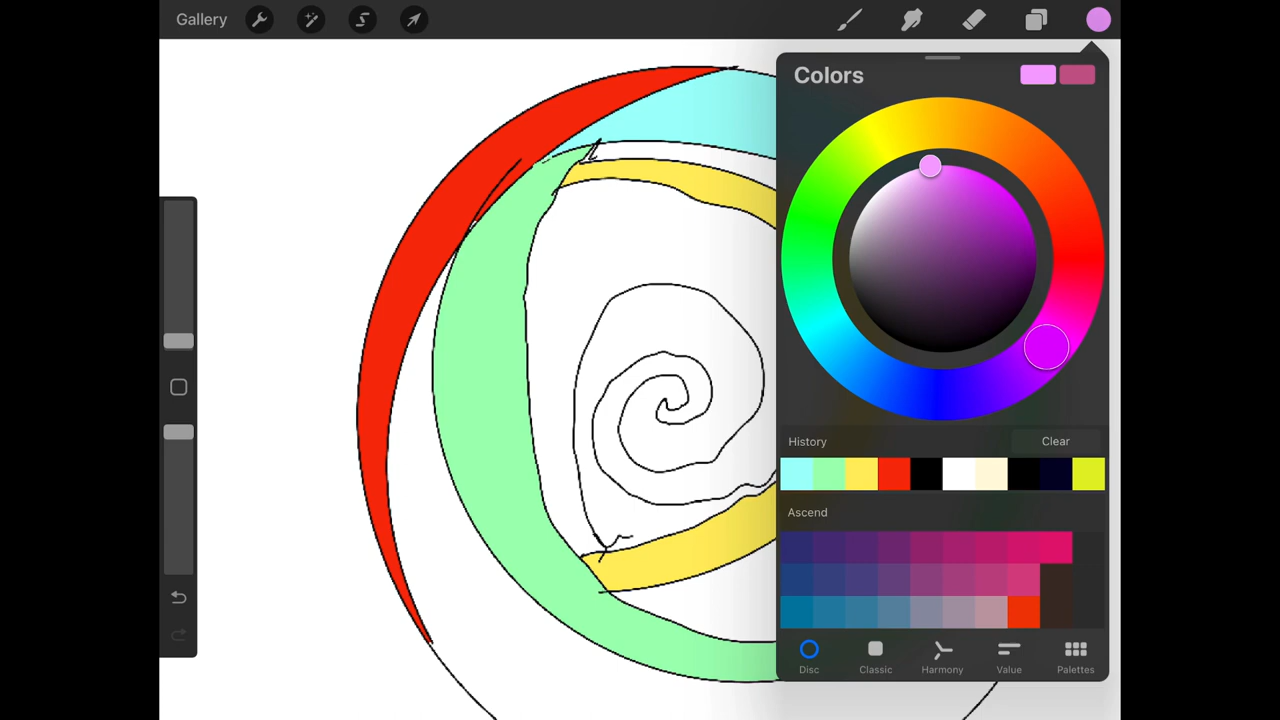 Gallery
Colors
History Clear
Ascend
Disc Classic Harmony Value Palettes